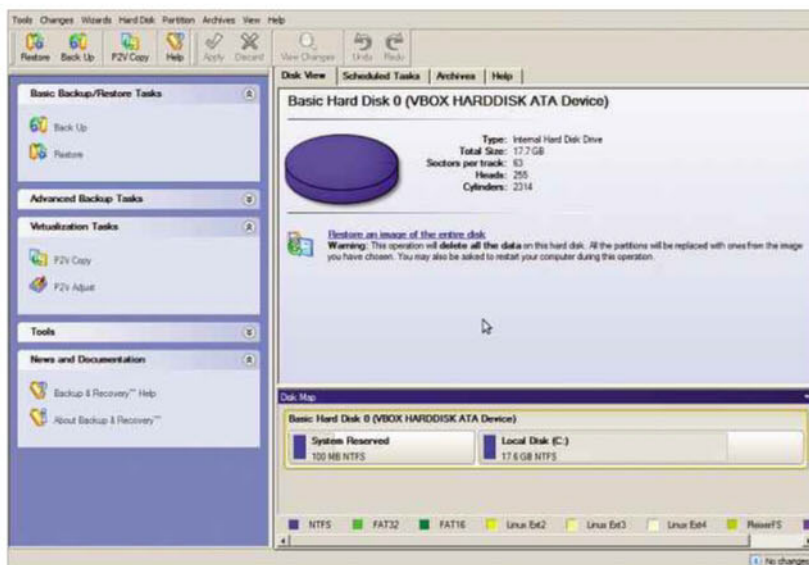 Tools Changes Wizards Hard Disk Partition Archives View Help
Restore Back Up P2V Copy Help Apply Discard View Changes Undo Redo
Basic Backup/Restore Tasks
Back Up
Restore
Advanced Backup Tasks
Virtualization Tasks
P2V Copy
P2V Adjust
Tools
News and Documentation
Backup & Recovery™ Help
About Backup & Recovery™
Disk View Scheduled Tasks Archives Help
Basic Hard Disk 0 (VBOX HARDDISK ATA Device)
Type: Internal Hard Disk Drive
Total Size: 17.7 GB
Sectors per track: 63
Heads: 255
Cylinders: 2314
Restore an image of the entire disk
Warning: This operation will delete all the data on this hard disk. All the partitions will be replaced with ones from the image
you have chosen. You may also be asked to restart your computer during this operation.
Disk Map
Basic Hard Disk 0 (VBOX HARDDISK ATA Device)
System Reserved
100 MB NTFS
Local Disk (C:)
17.6 GB NTFS
NTFS FAT32 FAT16 Linux Ext2 Linux Ext3 Linux Ext4 ReiserFS
No changes